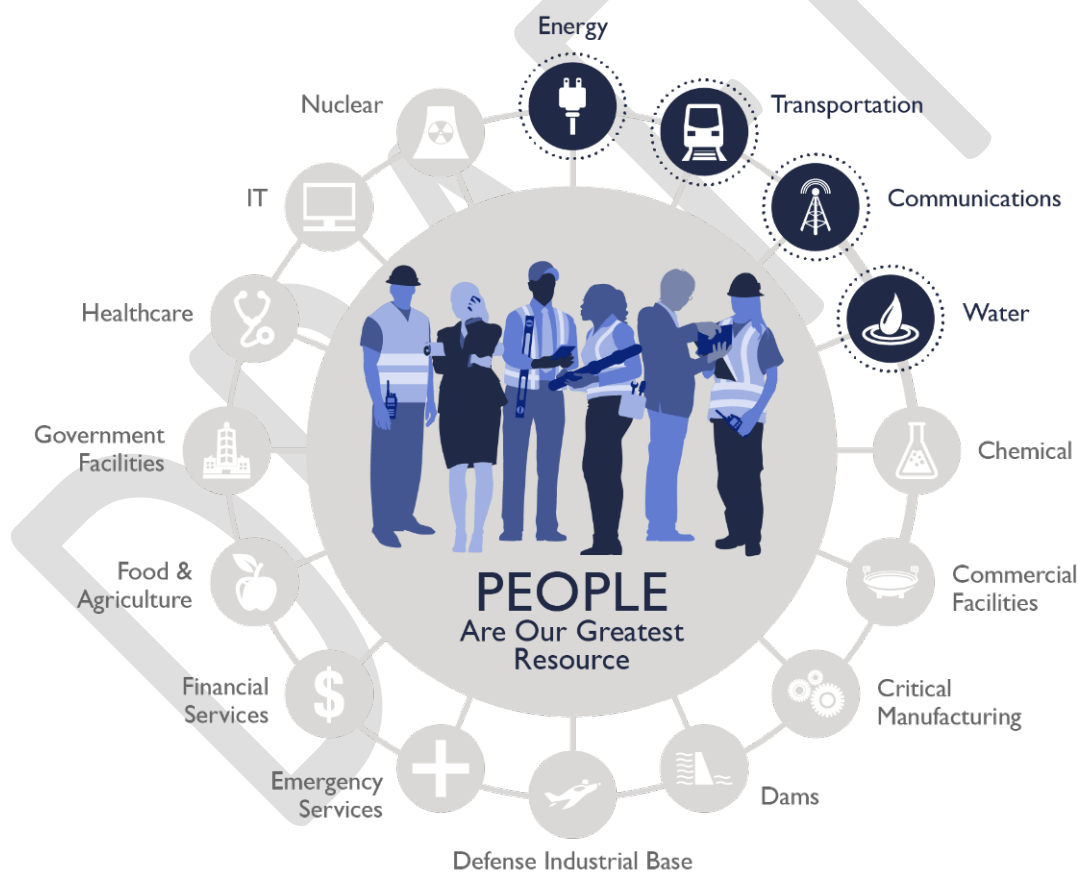 Energy
Nuclear
Transportation
IT
Communications
Healthcare
Water
Government
Facilities
Chemical
Food &
Agriculture
Commercial
Facilities
PEOPLE
Are Our Greatest
Resource
Financial
Services
Critical
Manufacturing
Emergency
Services
Dams
Defense Industrial Base
$
DRAFT